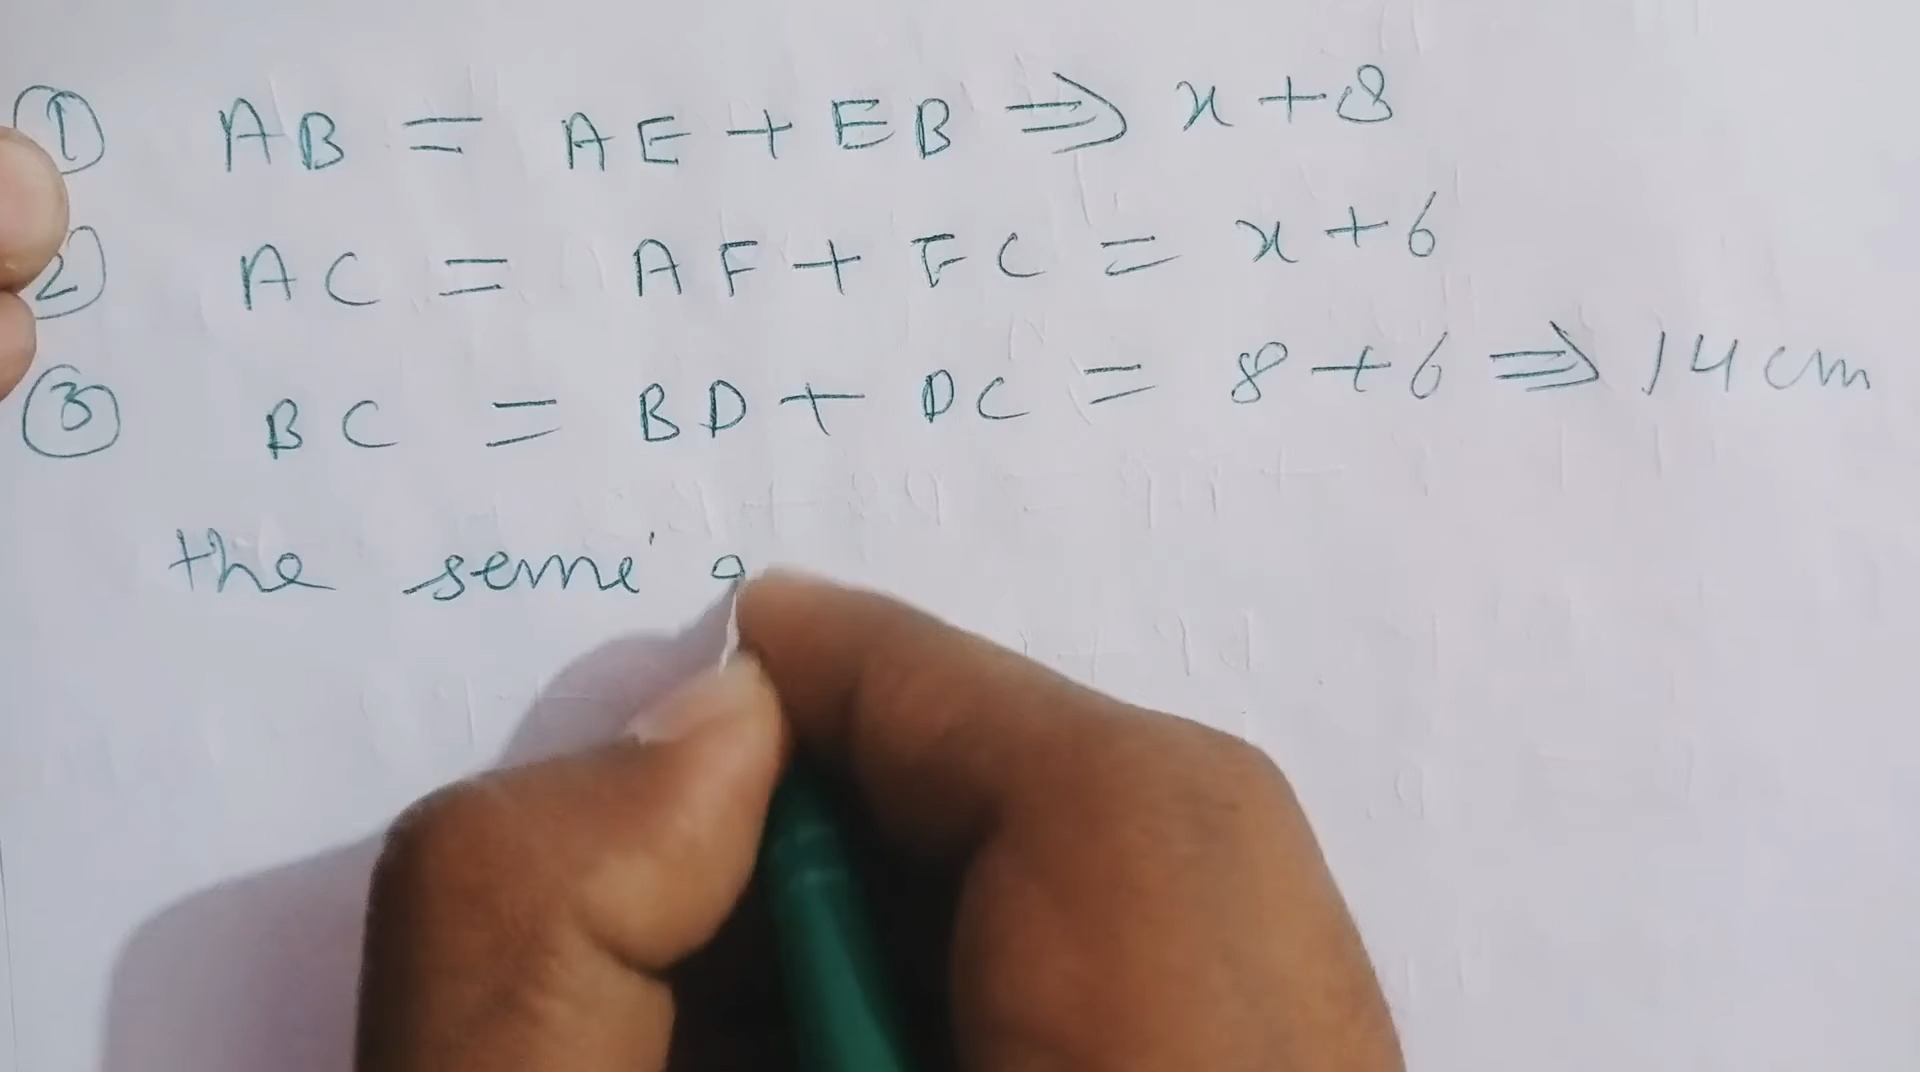 ① AB = AE + EB ⇒ x + 8
② AC = AF + FC = x + 6
③ BC = BD + DC = 8 + 6 ⇒ 14 cm
the semi